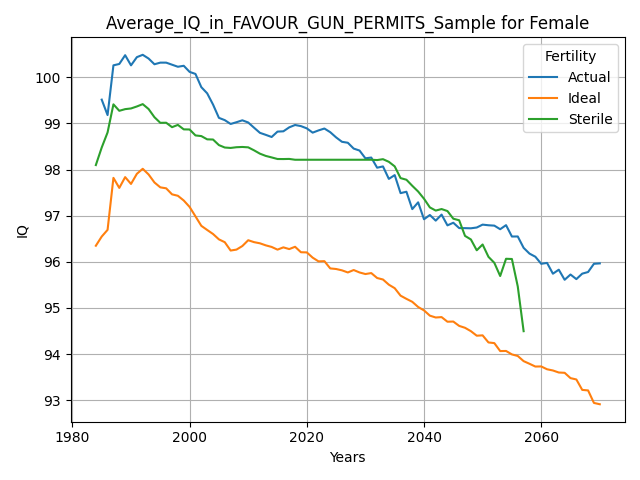 Average_IQ_in_FAVOUR_GUN_PERMITS_Sample for Female
Fertility
Actual
Ideal
Sterile
100
99
98
97
96
95
94
93
IQ
1980
2000
2020
2040
2060
Years